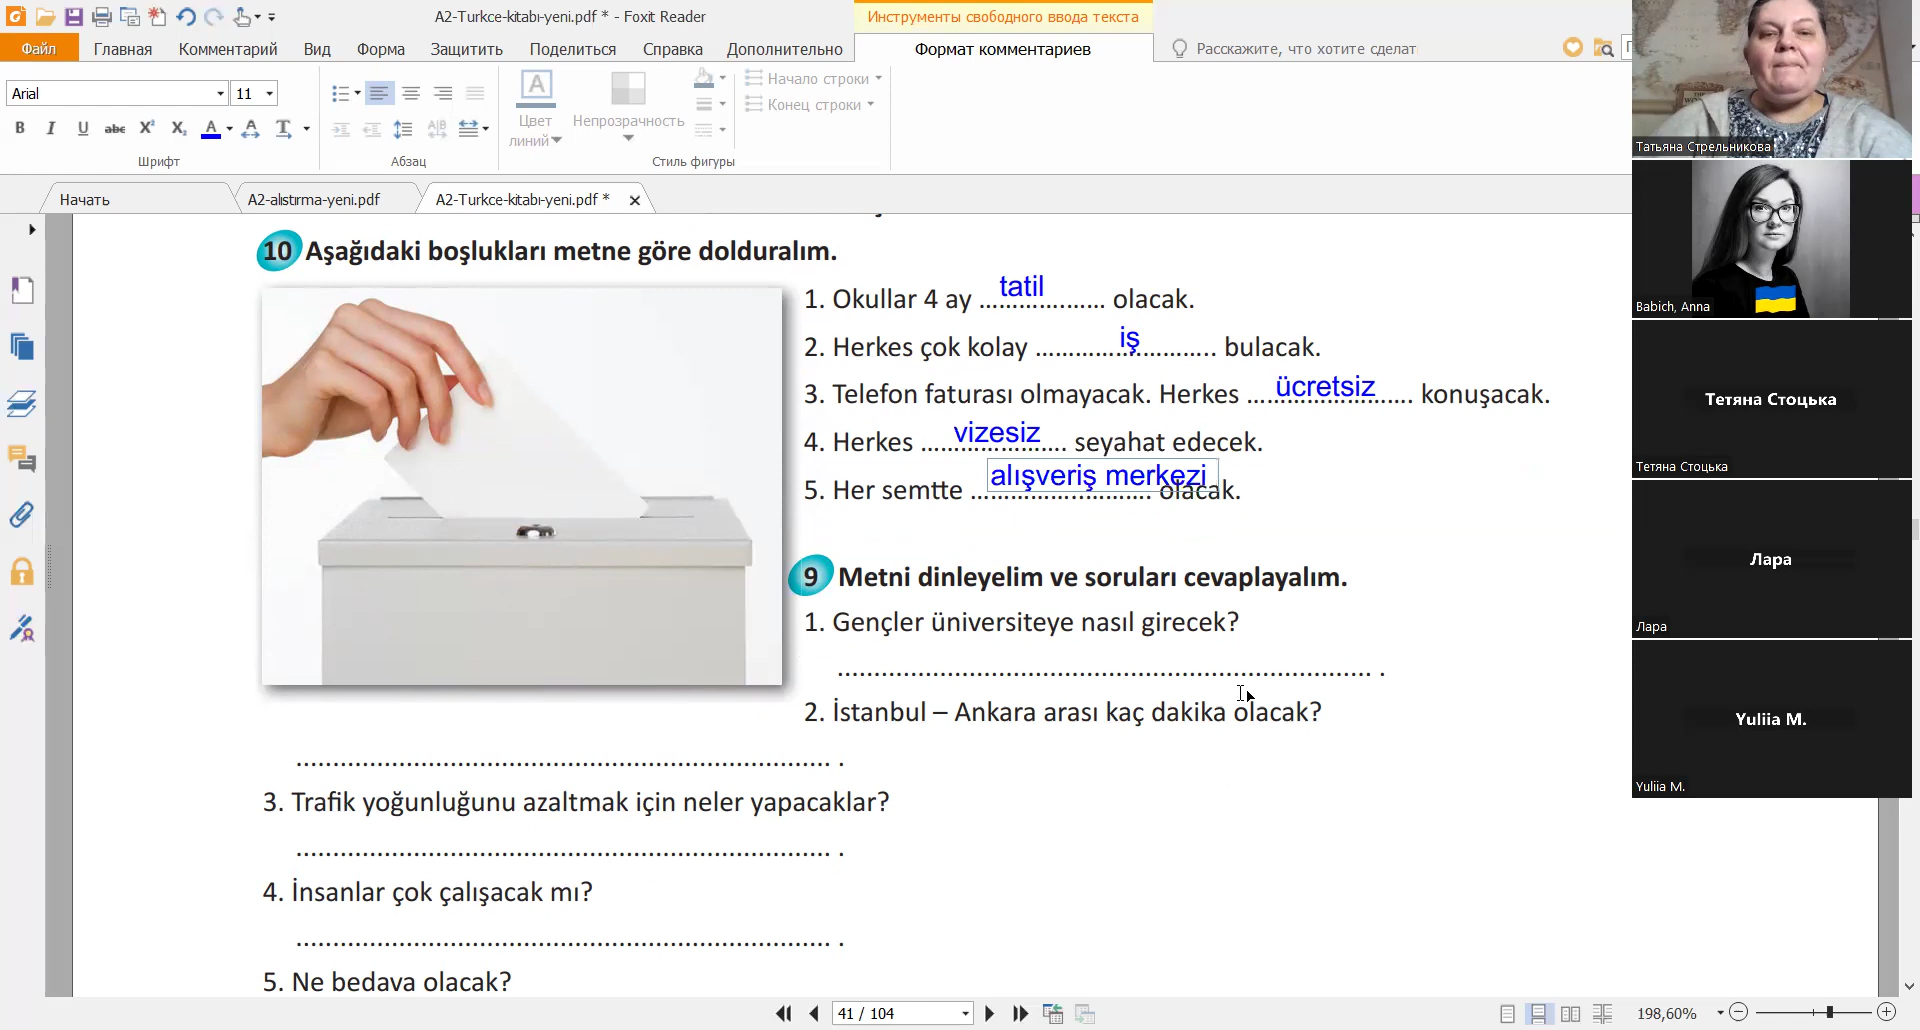 A2-Turkce-kitabı-yeni.pdf * - Foxit Reader
Инструменты свободного ввода текста
Файл Главная Комментарий Вид Форма Защитить Поделиться Справка Дополнительно Формат комментариев Расскажите, что хотите сделат
Arial 11
Начало строки
Конец строки
Цвет линий
Непрозрачность
Шрифт Абзац Стиль фигуры
Начать A2-alıstırma-yeni.pdf A2-Turkce-kitabı-yeni.pdf *
10 Aşağıdaki boşlukları metne göre dolduralım.
1. Okullar 4 ay ...tatil... olacak.
2. Herkes çok kolay ...iş... bulacak.
3. Telefon faturası olmayacak. Herkes ...ücretsiz... konuşacak.
4. Herkes ...vizesiz... seyahat edecek.
5. Her semtte ...alışveriş merkezi... olacak.
9 Metni dinleyelim ve soruları cevaplayalım.
1. Gençler üniversiteye nasıl girecek?
2. İstanbul – Ankara arası kaç dakika olacak?
3. Trafik yoğunluğunu azaltmak için neler yapacaklar?
4. İnsanlar çok çalışacak mı?
5. Ne bedava olacak?
41 / 104
198,60%
Татьяна Стрельникова
Babich, Anna
Тетяна Стоцька
Тетяна Стоцька
Лара
Лара
Yuliia M.
Yuliia M.